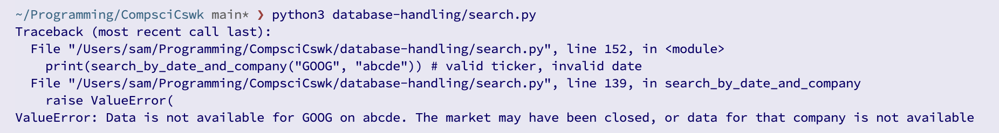 ~/Programming/CompsciCswk main* ❯ python3 database-handling/search.py
Traceback (most recent call last):
  File "/Users/sam/Programming/CompsciCswk/database-handling/search.py", line 152, in <module>
    print(search_by_date_and_company("GOOG", "abcde")) # valid ticker, invalid date
  File "/Users/sam/Programming/CompsciCswk/database-handling/search.py", line 139, in search_by_date_and_company
    raise ValueError(
ValueError: Data is not available for GOOG on abcde. The market may have been closed, or data for that company is not available